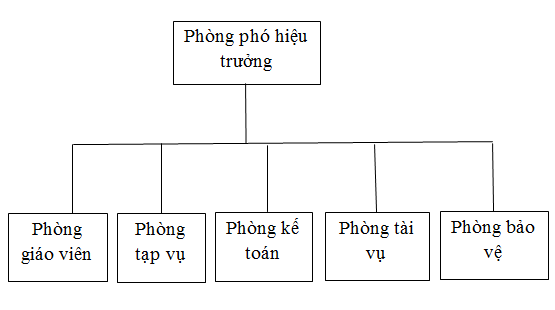 Phòng phó hiệu
trưởng
Phòng
giáo viên
Phòng
tạp vụ
Phòng kế
toán
Phòng tài
vụ
Phòng bảo
vệ